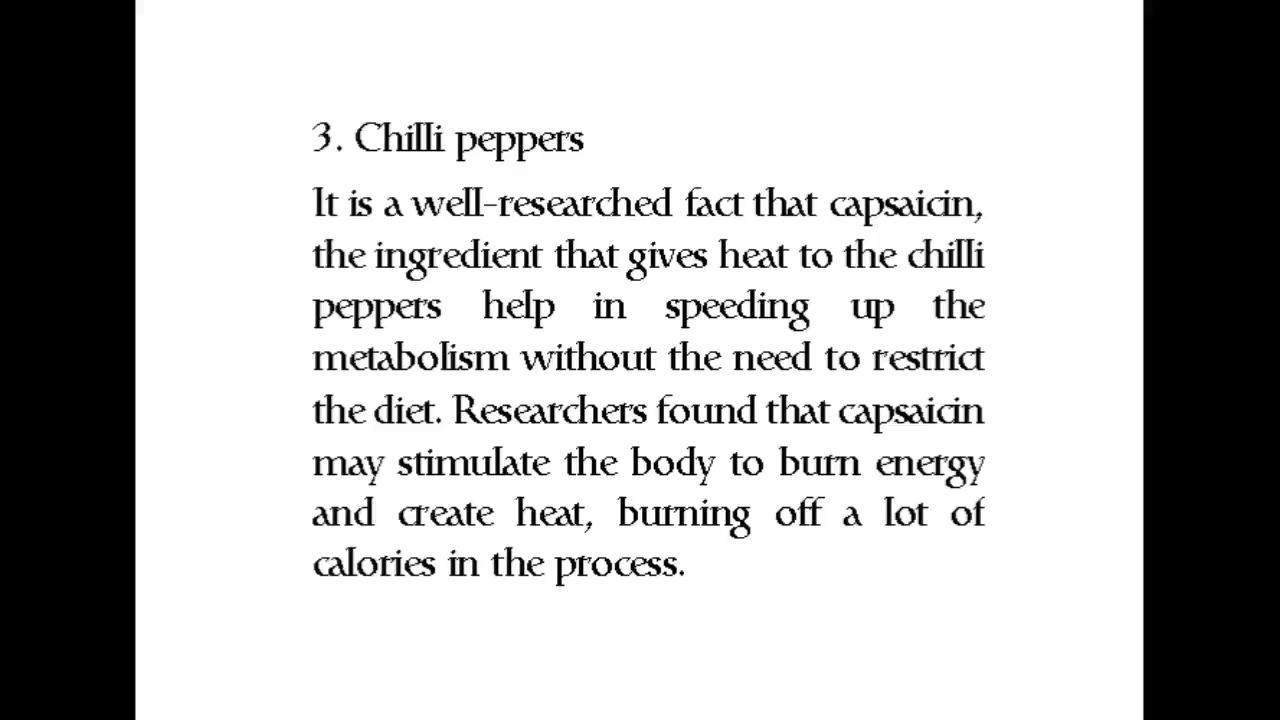 3. Chilli peppers
It is a well-researched fact that capsaicin,
the ingredient that gives heat to the chilli
peppers help in speeding up the
metabolism without the need to restrict
the diet. Researchers found that capsaicin
may stimulate the body to burn energy
and create heat, burning off a lot of
calories in the process.